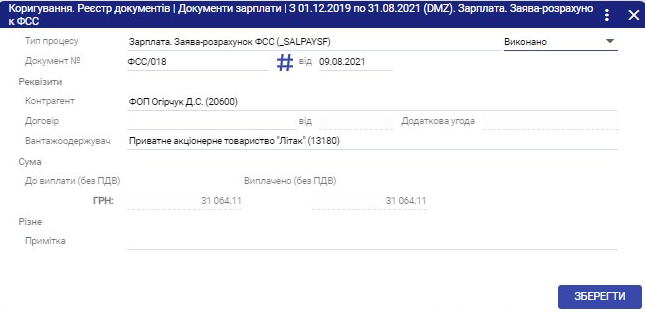 Коригування. Реєстр документів | Документи зарплати | З 01.12.2019 по 31.08.2021 (DMZ). Зарплата. Заява-розрахуно
к ФСС
Тип процесу Зарплата. Заява-розрахунок ФСС (_SALPAYSF) Виконано
Документ № ФСС/018 # від 09.08.2021
Реквізити
Контрагент ФОП Огірчук Д.С. (20600)
Договір від Додаткова угода
Вантажоодержувач Приватне акціонерне товариство "Літак" (13180)
Сума
До виплати (без ПДВ) Виплачено (без ПДВ)
ГРН: 31 064.11 31 064.11
Різне
Примітка
ЗБЕРЕГТИ